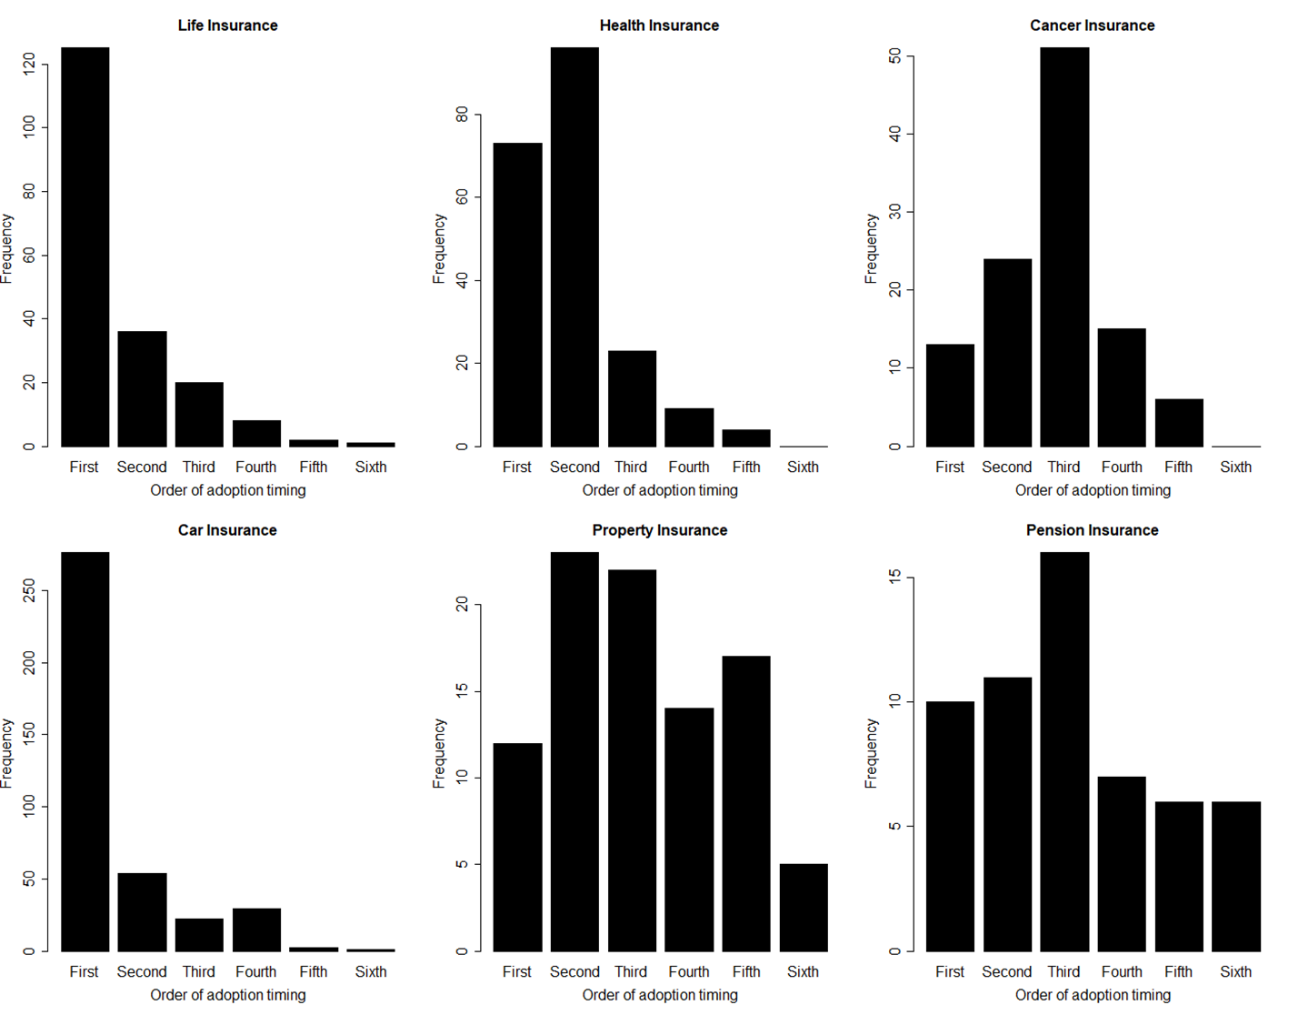 Life Insurance
Frequency
0 20 40 60 80 100 120
First Second Third Fourth Fifth Sixth
Order of adoption timing
Health Insurance
Frequency
0 20 40 60 80
First Second Third Fourth Fifth Sixth
Order of adoption timing
Cancer Insurance
Frequency
0 10 20 30 40 50
First Second Third Fourth Fifth Sixth
Order of adoption timing
Car Insurance
Frequency
0 50 100 150 200 250
First Second Third Fourth Fifth Sixth
Order of adoption timing
Property Insurance
Frequency
0 5 10 15 20
First Second Third Fourth Fifth Sixth
Order of adoption timing
Pension Insurance
Frequency
0 5 10 15
First Second Third Fourth Fifth Sixth
Order of adoption timing